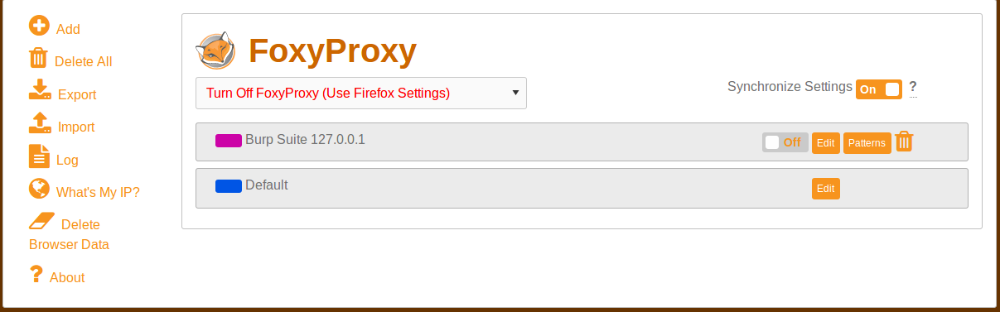 Add
Delete All
Export
Import
Log
What's My IP?
Delete
Browser Data
About
FoxyProxy
Turn Off FoxyProxy (Use Firefox Settings)
Synchronize Settings On ?
Burp Suite 127.0.0.1 Off Edit Patterns
Default Edit